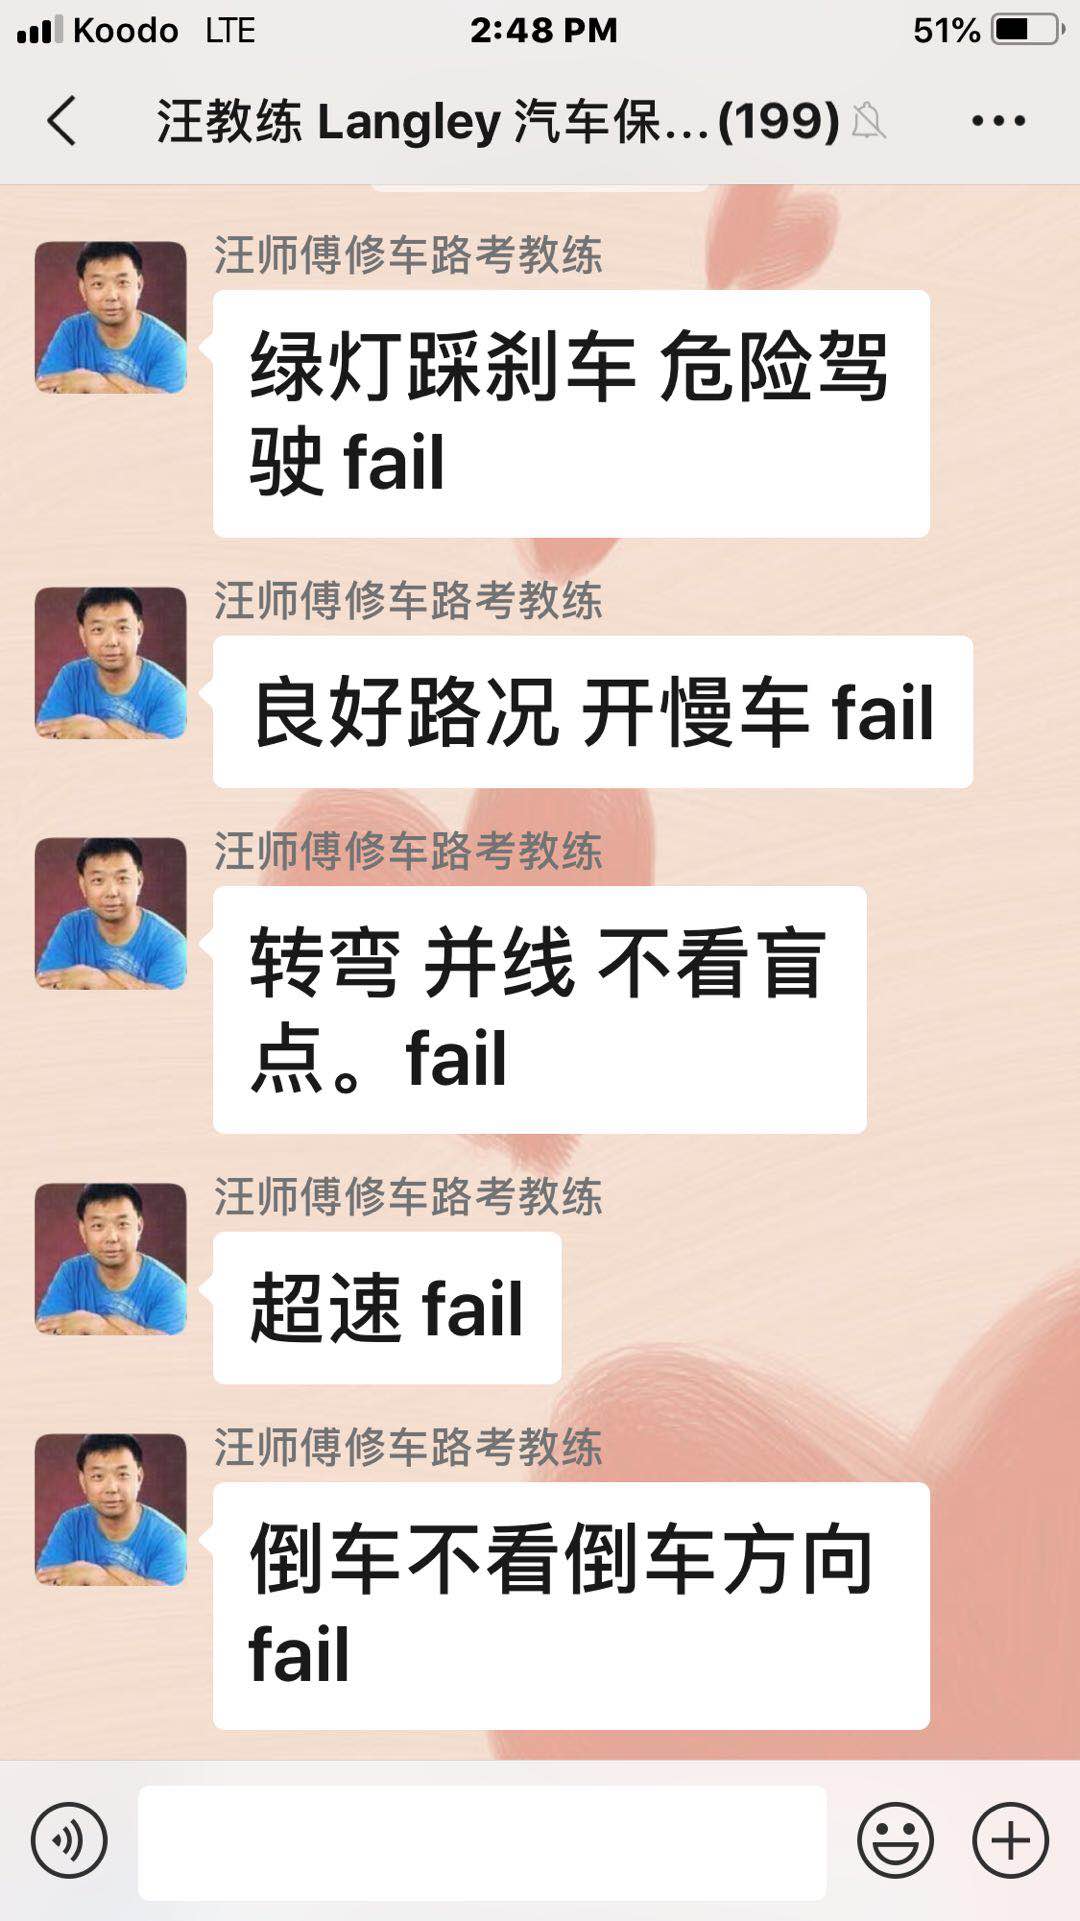 Koodo LTE 2:48 PM 51%
汪教练 Langley 汽车保...(199)
汪师傅修车路考教练
绿灯踩刹车 危险驾
驶 fail
汪师傅修车路考教练
良好路况 开慢车 fail
汪师傅修车路考教练
转弯 并线 不看盲
点。fail
汪师傅修车路考教练
超速 fail
汪师傅修车路考教练
倒车不看倒车方向
fail